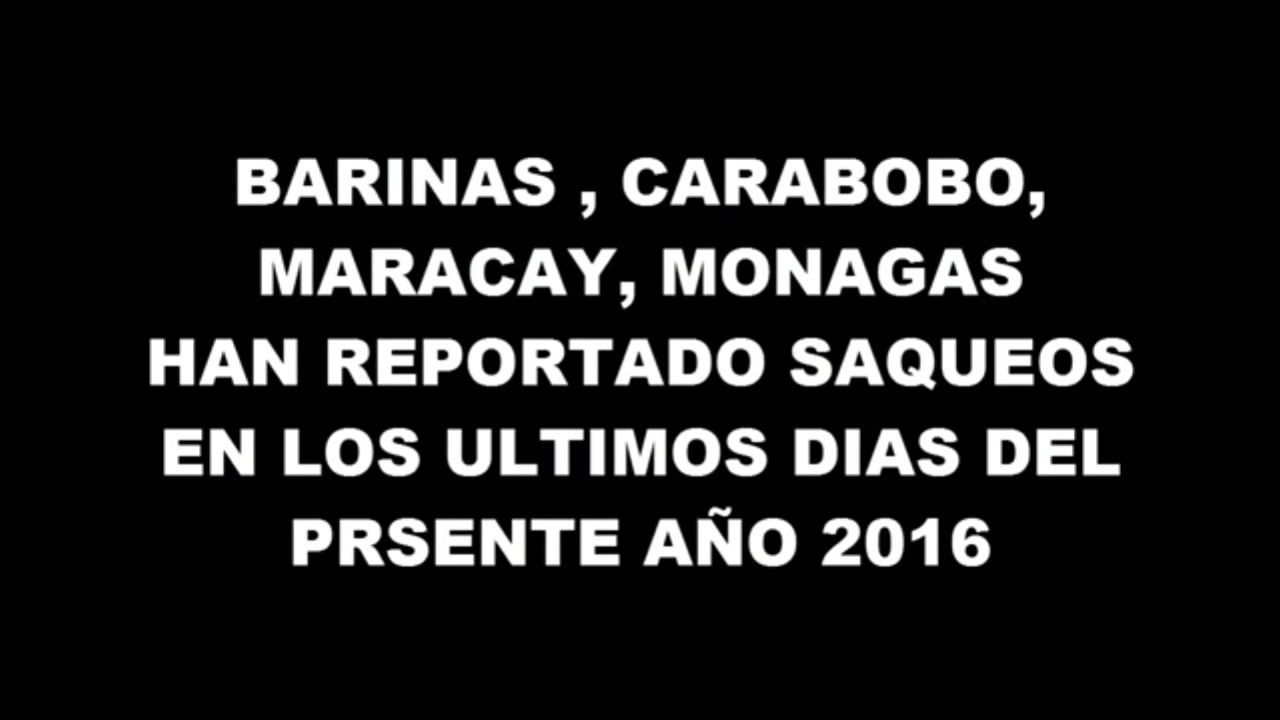 BARINAS , CARABOBO,
MARACAY, MONAGAS
HAN REPORTADO SAQUEOS
EN LOS ULTIMOS DIAS DEL
PRSENTE AÑO 2016